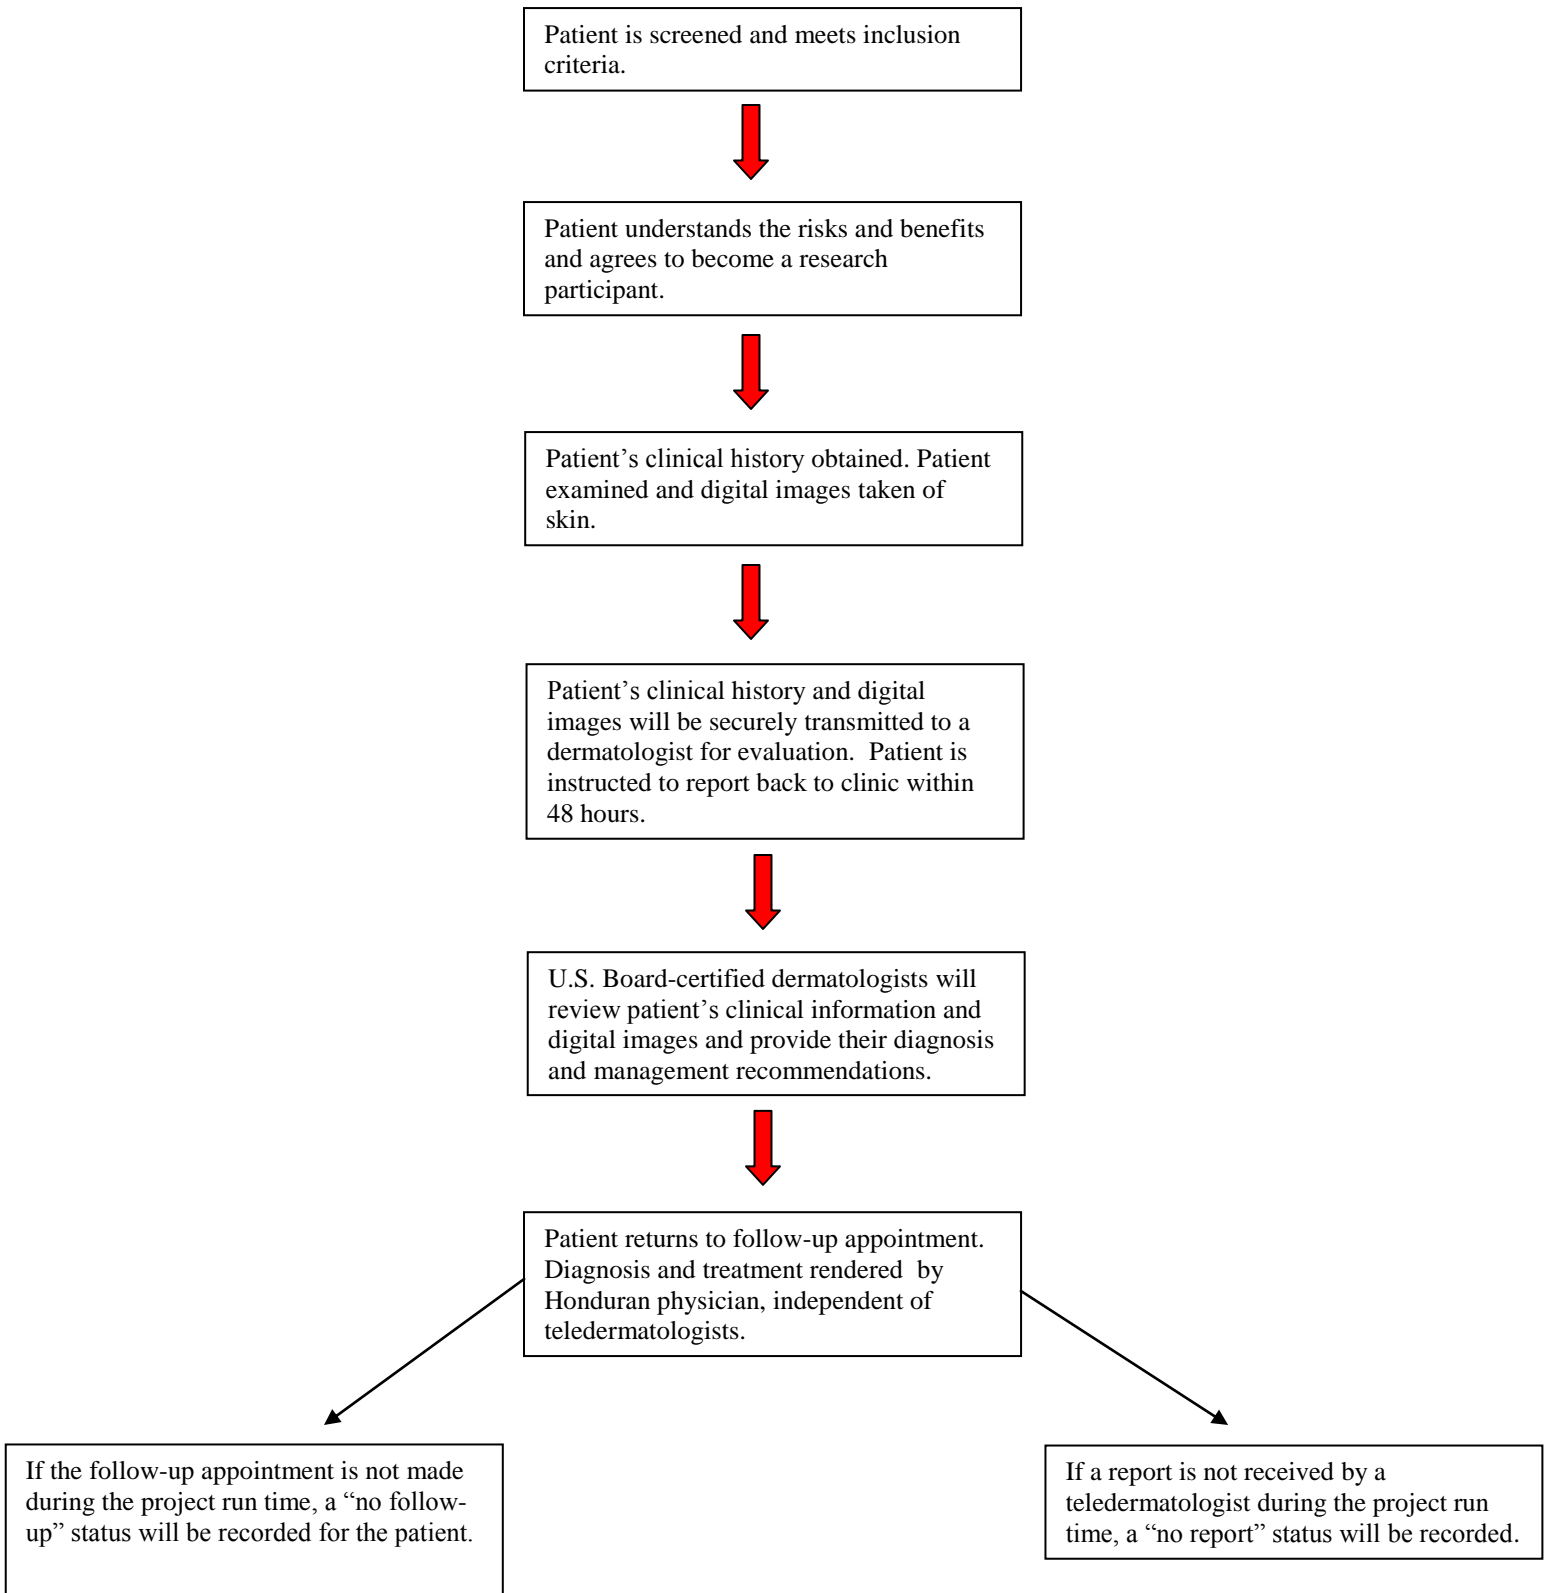 Patient is screened and meets inclusion
criteria.
Patient understands the risks and benefits
and agrees to become a research
participant.
Patient’s clinical history obtained. Patient
examined and digital images taken of
skin.
Patient’s clinical history and digital
images will be securely transmitted to a
dermatologist for evaluation.  Patient is
instructed to report back to clinic within
48 hours.
U.S. Board-certified dermatologists will
review patient’s clinical information and
digital images and provide their diagnosis
and management recommendations.
Patient returns to follow-up appointment.
Diagnosis and treatment rendered  by
Honduran physician, independent of
teledermatologists.
If the follow-up appointment is not made
during the project run time, a “no follow-
up” status will be recorded for the patient.
If a report is not received by a
teledermatologist during the project run
time, a “no report” status will be recorded.